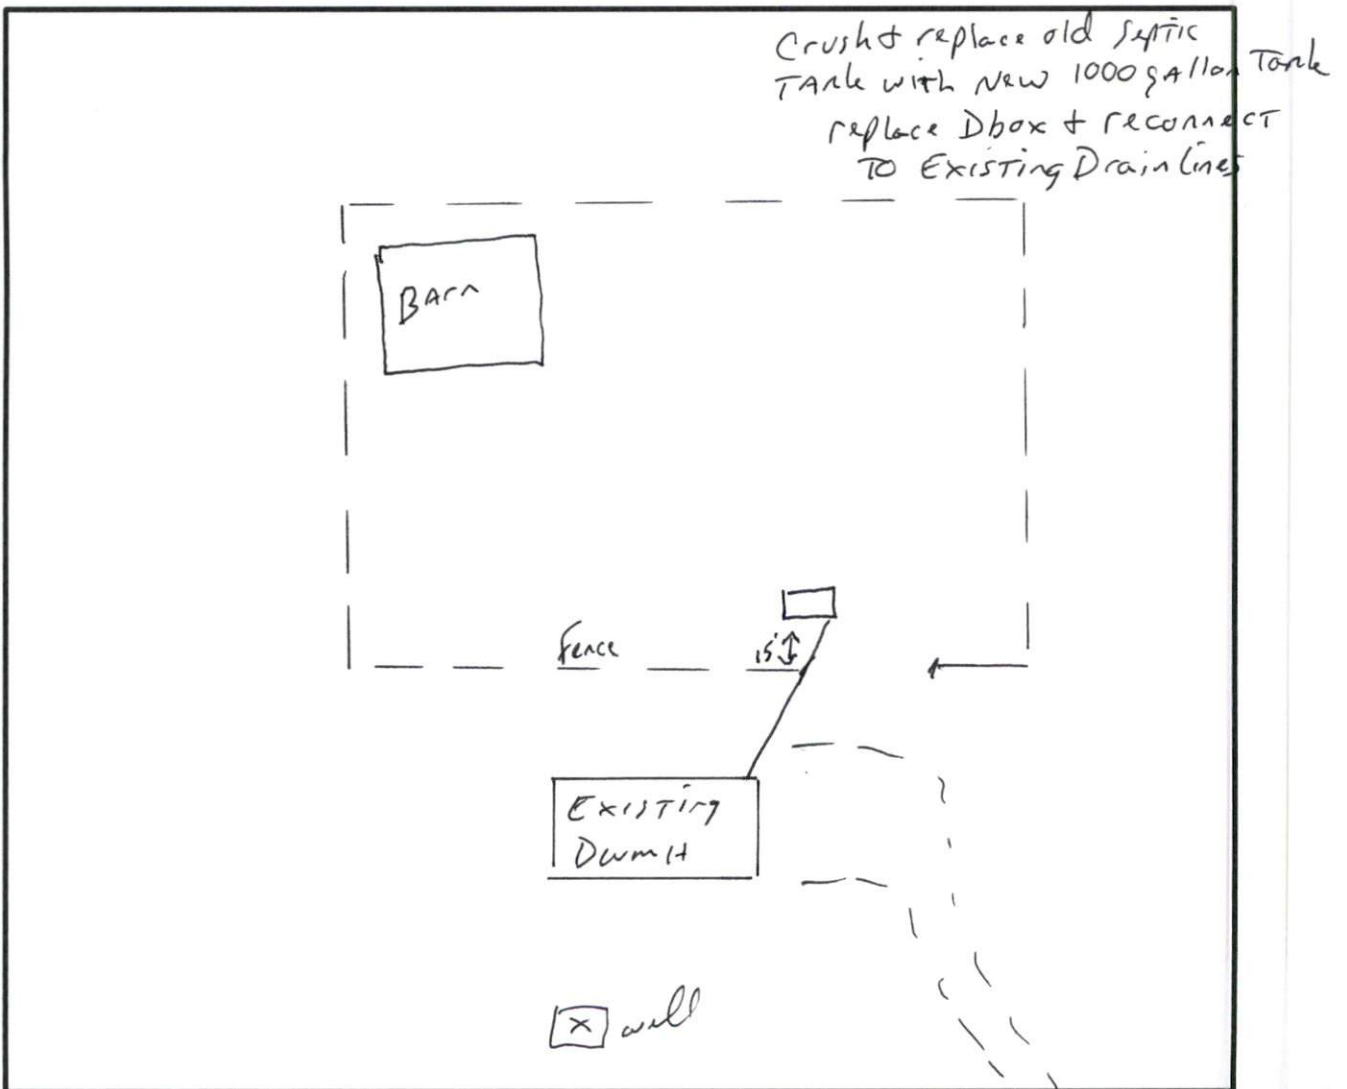 Crush & replace old Septic
TANK with New 1000 gallon Tank
replace Dbox & reconnect
TO Existing Drain Lines
Barn
Fence
15'
Existing
DWMH
X well